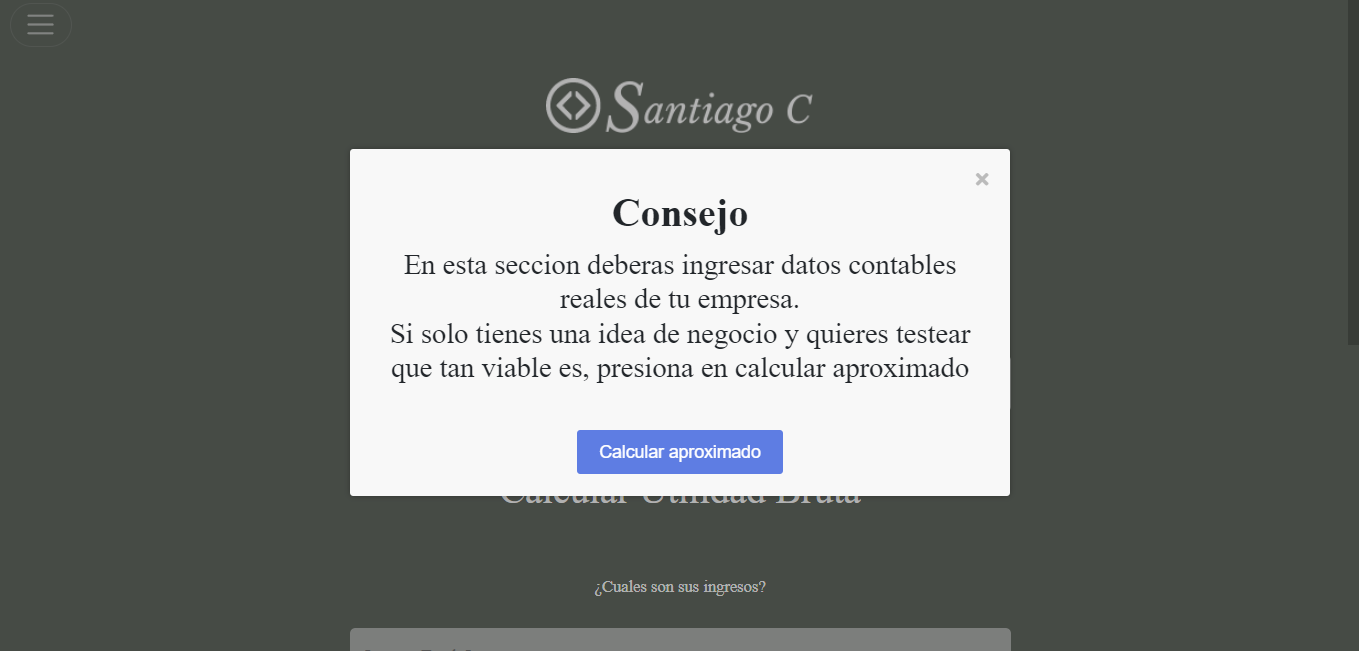 Santiago C
Consejo
En esta seccion deberas ingresar datos contables
reales de tu empresa.
Si solo tienes una idea de negocio y quieres testear
que tan viable es, presiona en calcular aproximado
Calcular aproximado
Calcular Utilidad Bruta
¿Cuales son sus ingresos?